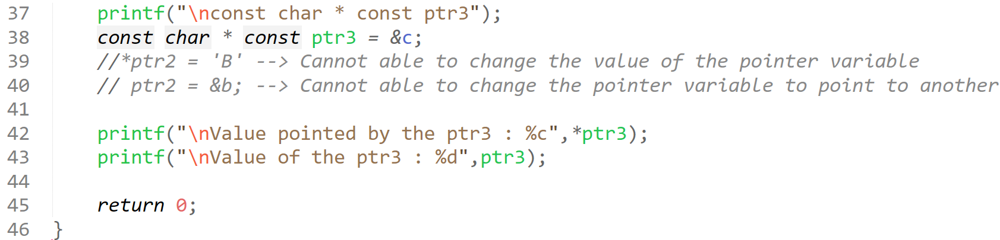 37 printf("\nconst char * const ptr3");
38 const char * const ptr3 = &c;
39 //*ptr2 = 'B' --> Cannot able to change the value of the pointer variable
40 // ptr2 = &b; --> Cannot able to change the pointer variable to point to another
41
42 printf("\nValue pointed by the ptr3 : %c",*ptr3);
43 printf("\nValue of the ptr3 : %d",ptr3);
44
45 return 0;
46 }